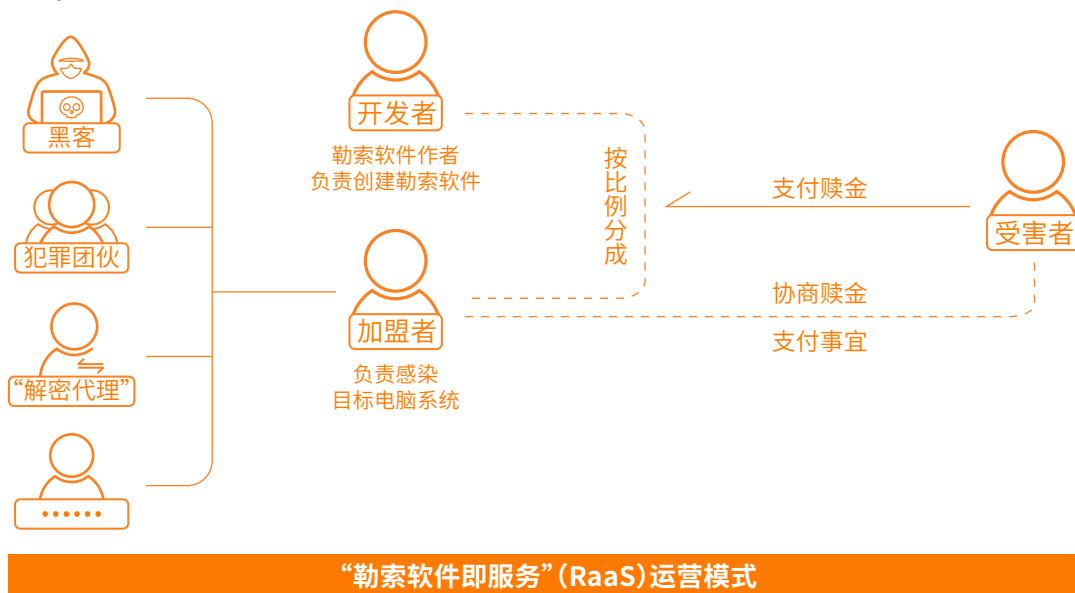 黑客
犯罪团伙
“解密代理”
••••••
开发者
勒索软件作者
负责创建勒索软件
加盟者
负责感染
目标电脑系统
按比例分成
支付赎金
协商赎金
支付事宜
受害者
“勒索软件即服务”（RaaS）运营模式